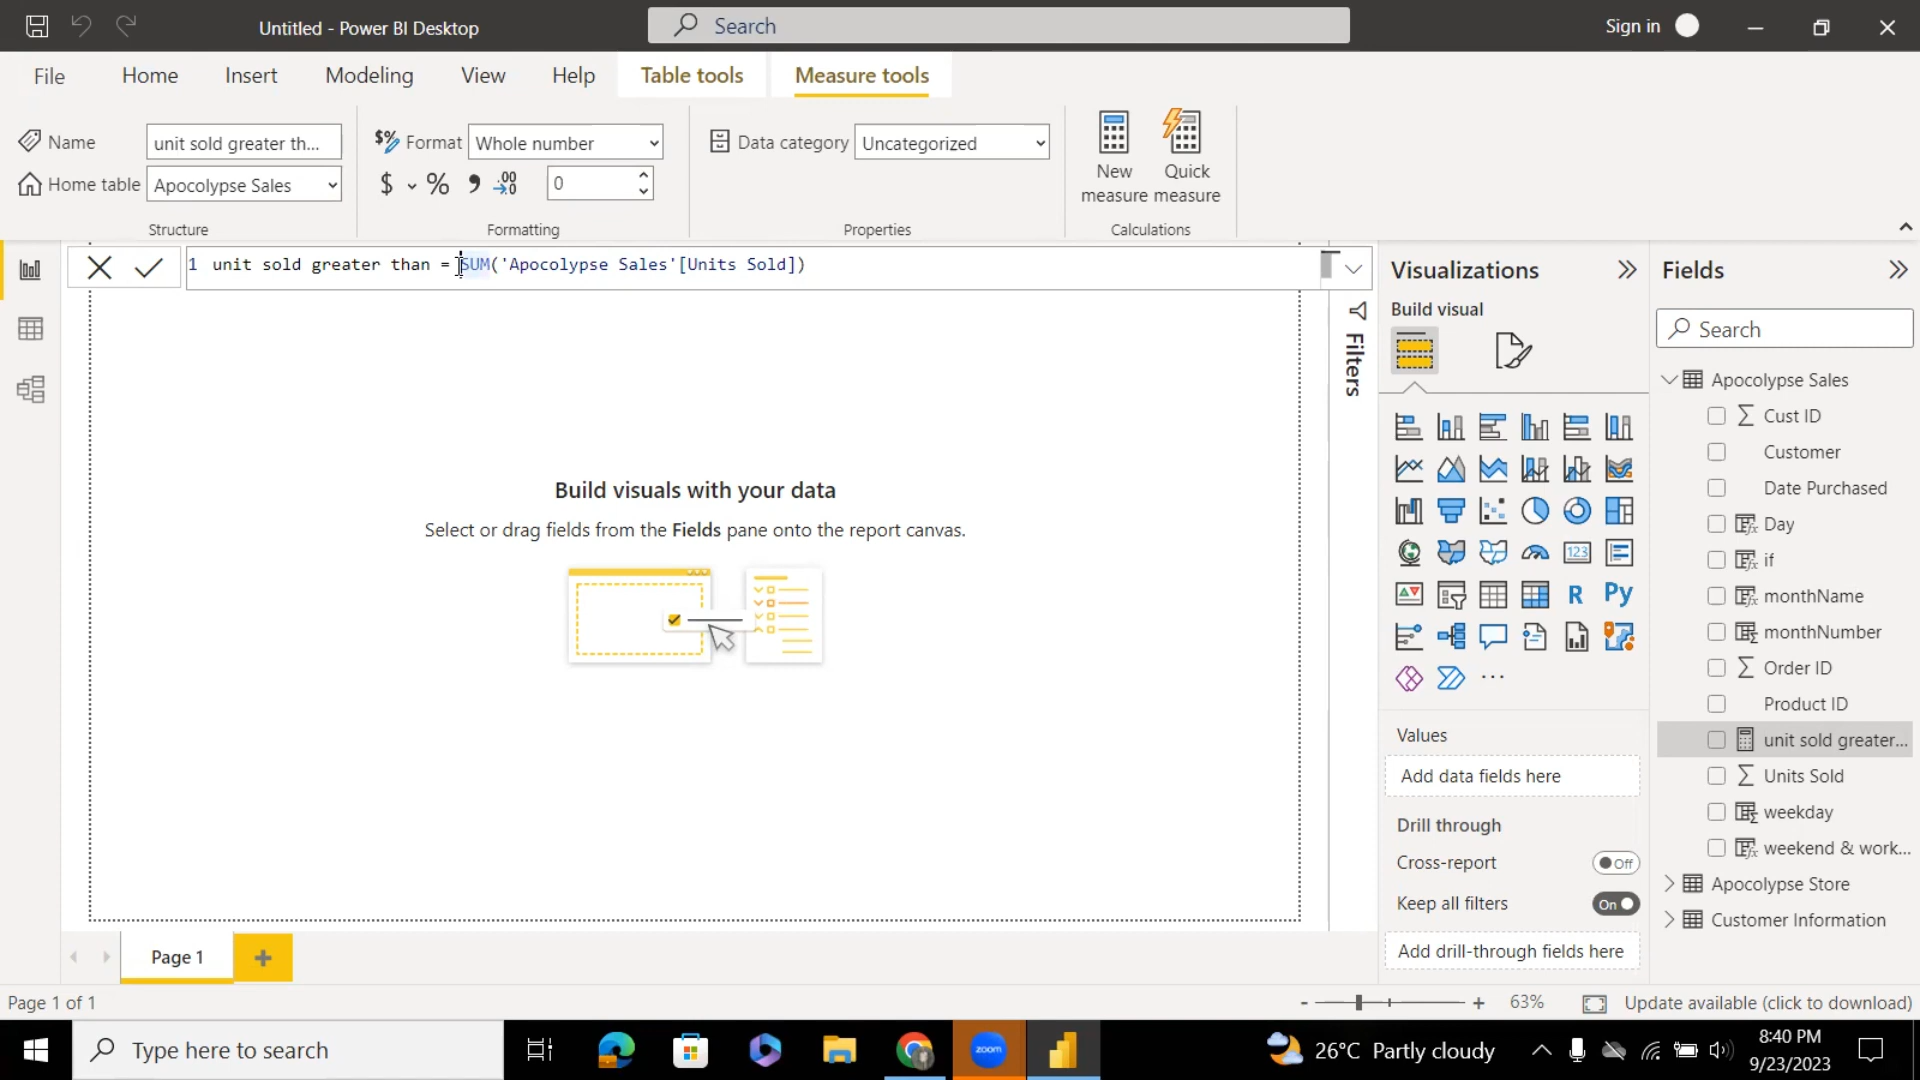 Untitled - Power BI Desktop
Search
Sign in
File
Home
Insert
Modeling
View
Help
Table tools
Measure tools
Name
unit sold greater th...
Home table
Apocolypse Sales
Structure
Format
Whole number
$
%
0
Formatting
Data category
Uncategorized
Properties
New measure
Quick measure
Calculations
1 unit sold greater than = SUM('Apocolypse Sales'[Units Sold])
Build visuals with your data
Select or drag fields from the Fields pane onto the report canvas.
Filters
Visualizations
Build visual
123
R
Py
...
Values
Add data fields here
Drill through
Cross-report
Off
Keep all filters
On
Add drill-through fields here
Fields
Search
Apocolypse Sales
Cust ID
Customer
Date Purchased
Day
if
monthName
monthNumber
Order ID
Product ID
unit sold greater...
Units Sold
weekday
weekend & work...
Apocolypse Store
Customer Information
Page 1
Page 1 of 1
63%
Update available (click to download)
Type here to search
zoom
26°C Partly cloudy
8:40 PM
9/23/2023